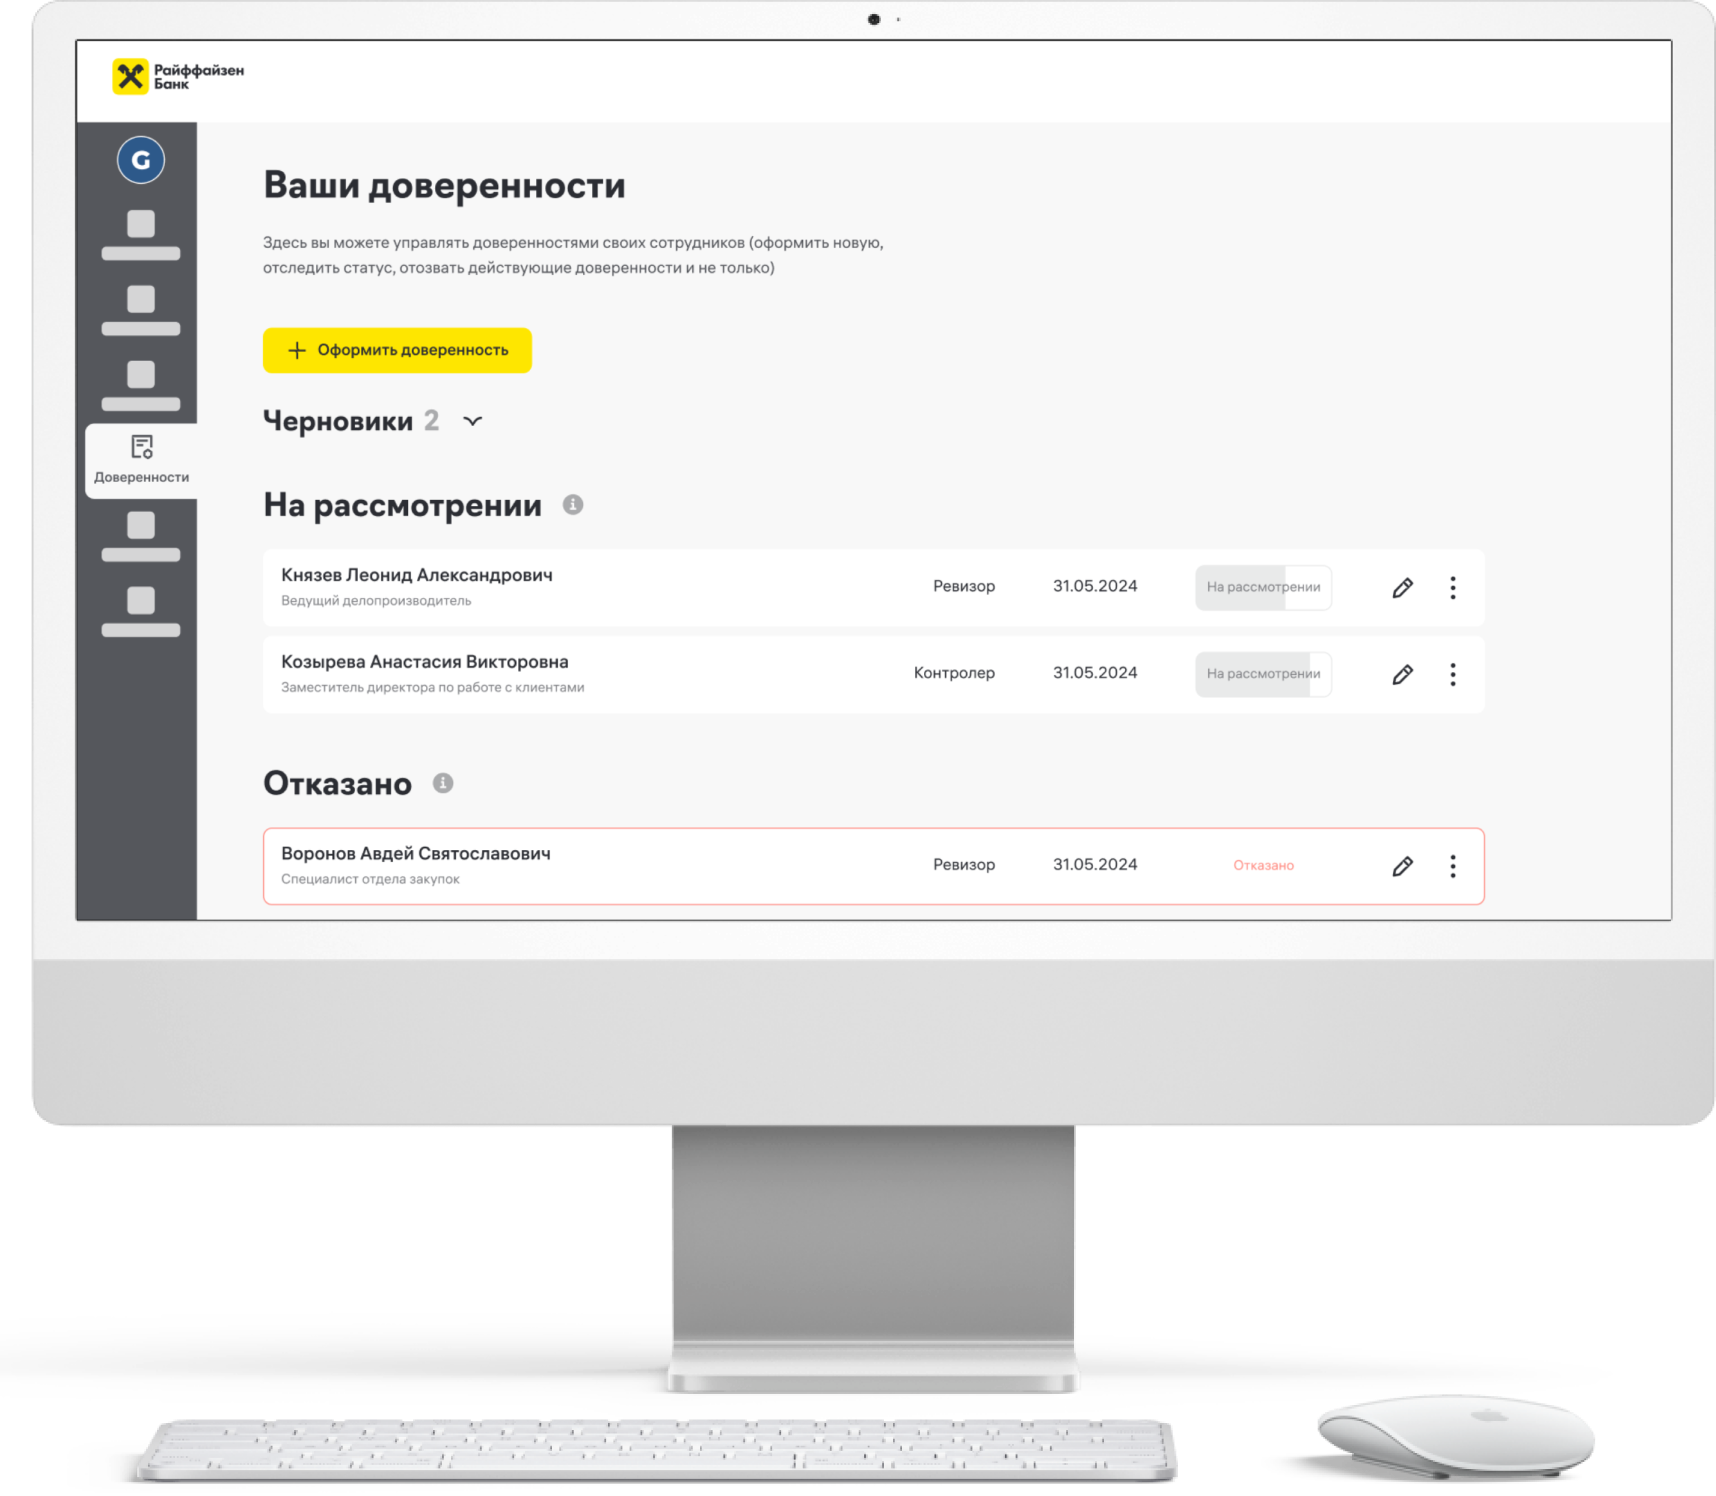 Райффайзен
Банк
G
Ваши доверенности
Здесь вы можете управлять доверенностями своих сотрудников (оформить новую,
отследить статус, отозвать действующие доверенности и не только)
Оформить доверенность
Черновики 2
Доверенности
На рассмотрении
Князев Леонид Александрович
Ведущий делопроизводитель
Ревизор 31.05.2024 На рассмотрении
Козырева Анастасия Викторовна
Заместитель директора по работе с клиентами
Контролер 31.05.2024 На рассмотрении
Отказано
Воронов Авдей Святославович
Специалист отдела закупок
Ревизор 31.05.2024 Отказано